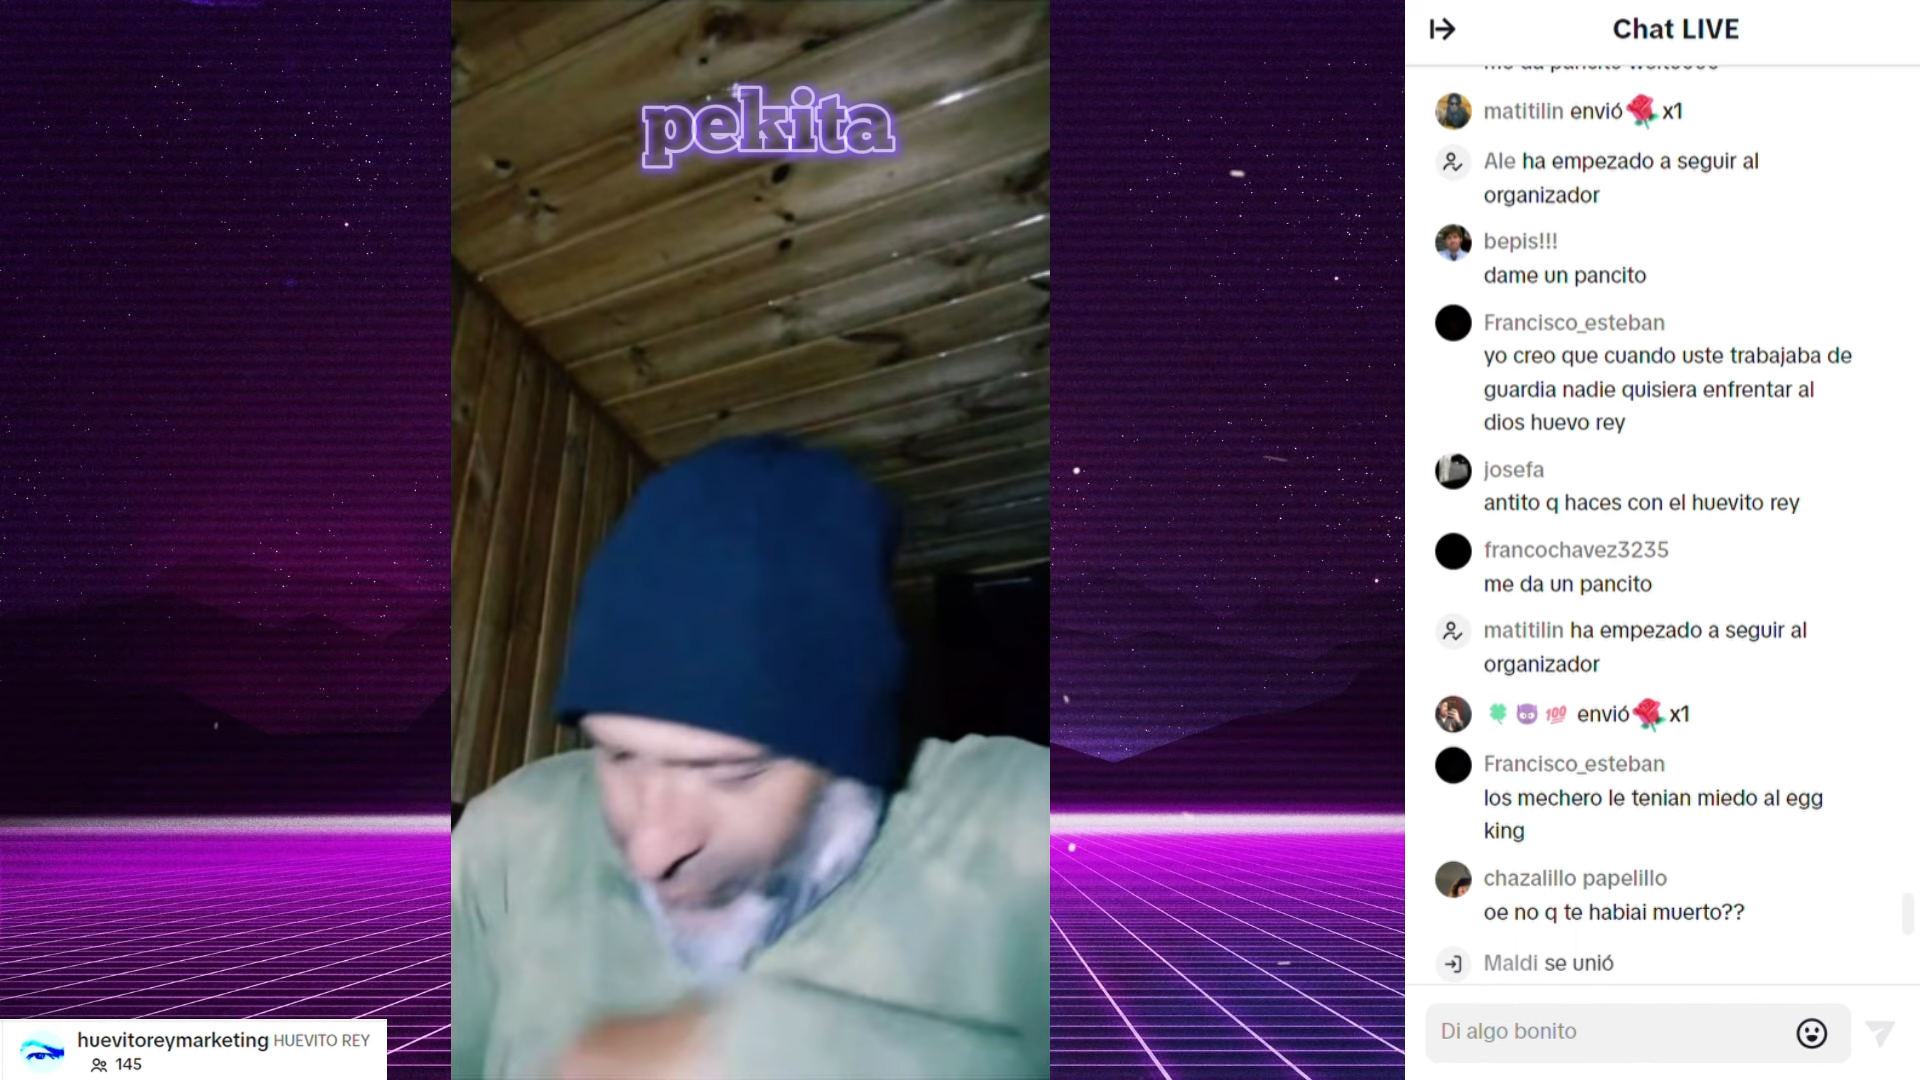 pekita
huevitoreymarketing HUEVITO REY
145
Chat LIVE
matitilin envió x1
Ale ha empezado a seguir al
organizador
bepis!!!
dame un pancito
Francisco_esteban
yo creo que cuando uste trabajaba de
guardia nadie quisiera enfrentar al
dios huevo rey
josefa
antito q haces con el huevito rey
francochavez3235
me da un pancito
matitilin ha empezado a seguir al
organizador
🍀 😈 💯 envió x1
Francisco_esteban
los mechero le tenian miedo al egg
king
chazalillo papelillo
oe no q te habiai muerto??
Maldi se unió
Di algo bonito